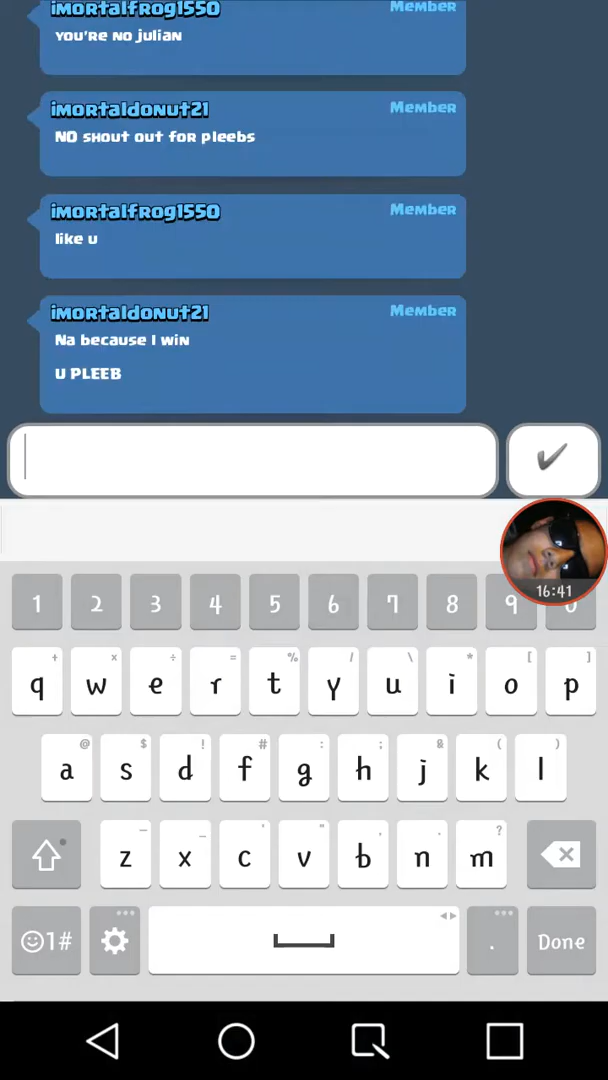 imortalfrog1550 Member
you're no julian
imortaldonut21 Member
NO shout out for pleebs
imortalfrog1550 Member
like u
imortaldonut21 Member
Na because I win
U PLEEB
16:41
1 2 3 4 5 6 7 8 9 0
+ × ÷ = % / \ * [ ]
q w e r t y u i o p
@ $ ! # : ; & ( )
a s d f g h j k l
z x c v b n m
1# . Done